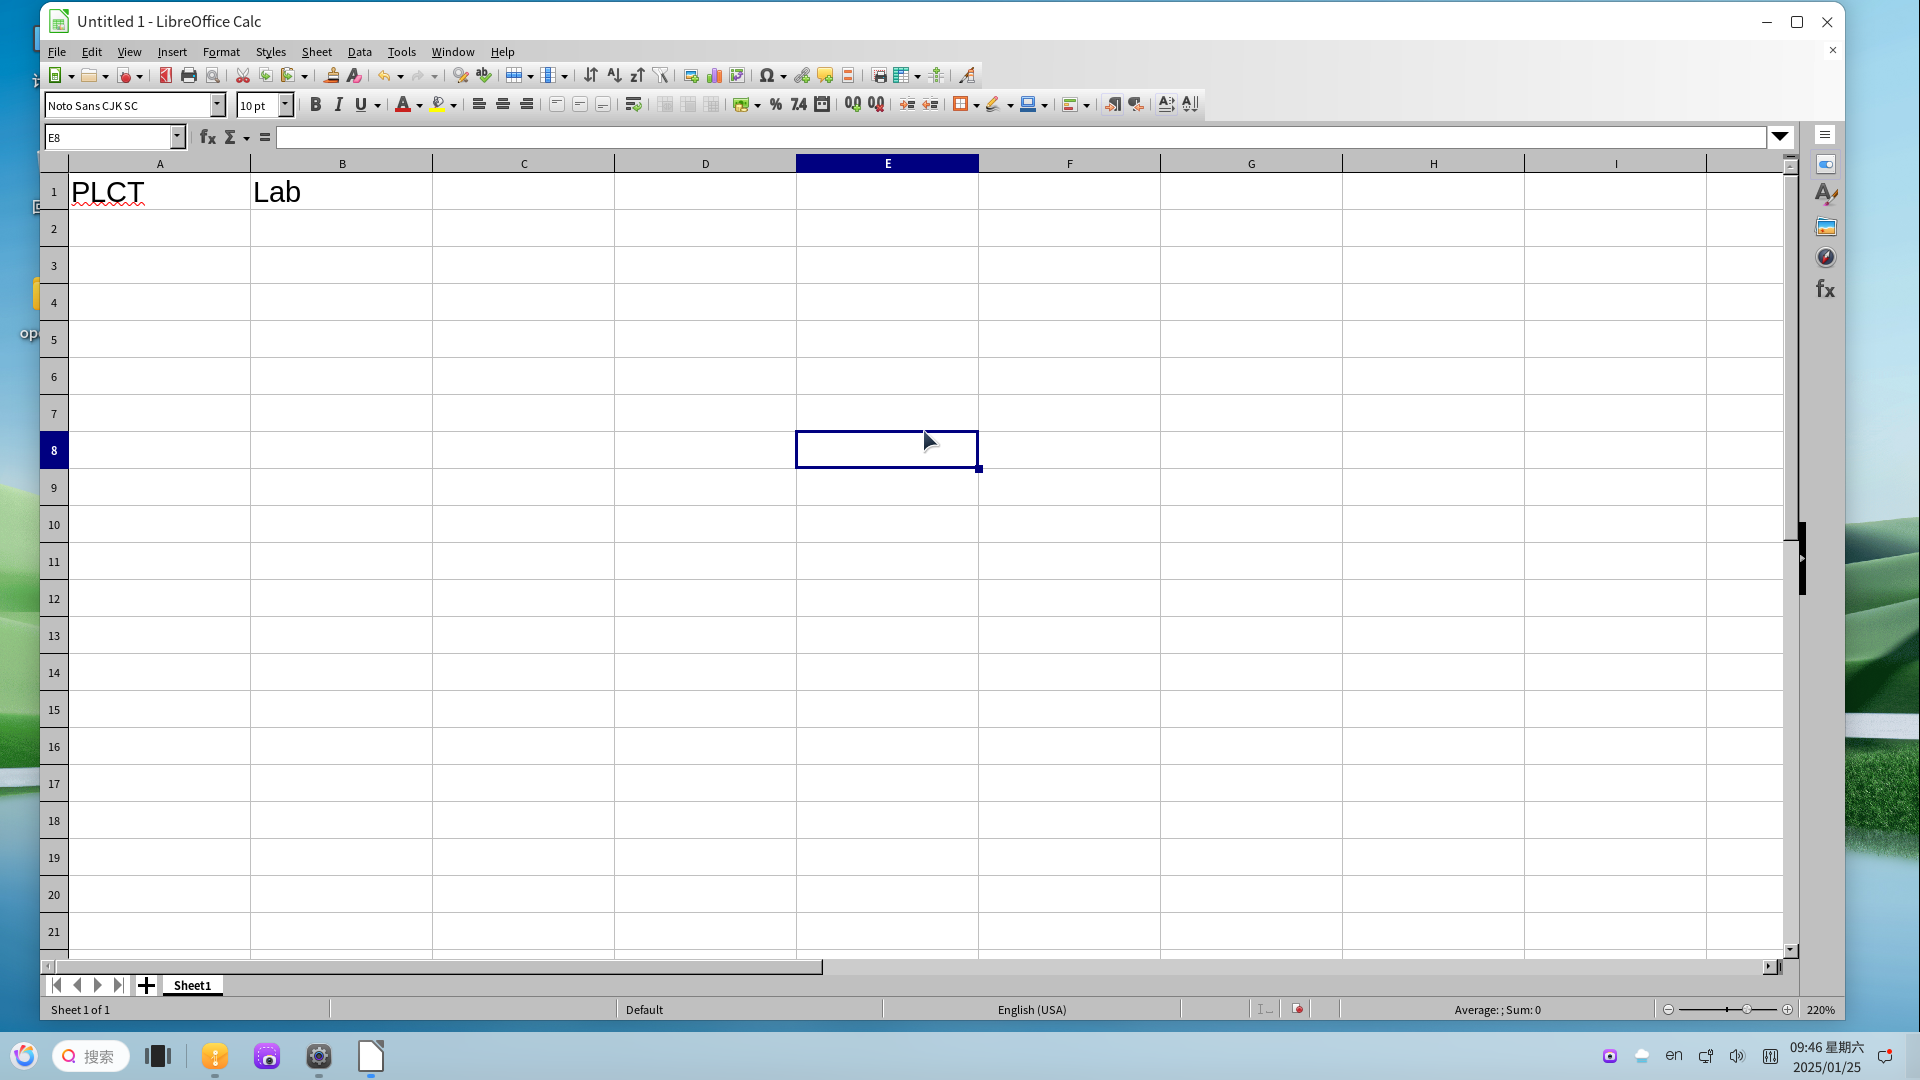 Untitled 1 - LibreOffice Calc
File Edit View Insert Format Styles Sheet Data Tools Window Help
Noto Sans CJK SC 10 pt
E8
A B C D E F G H I
1 PLCT Lab
2
3
4
5
6
7
8
9
10
11
12
13
14
15
16
17
18
19
20
21
Sheet1
Sheet 1 of 1 Default English (USA) Average: ; Sum: 0 220%
搜索 en 09:46 星期六
2025/01/25